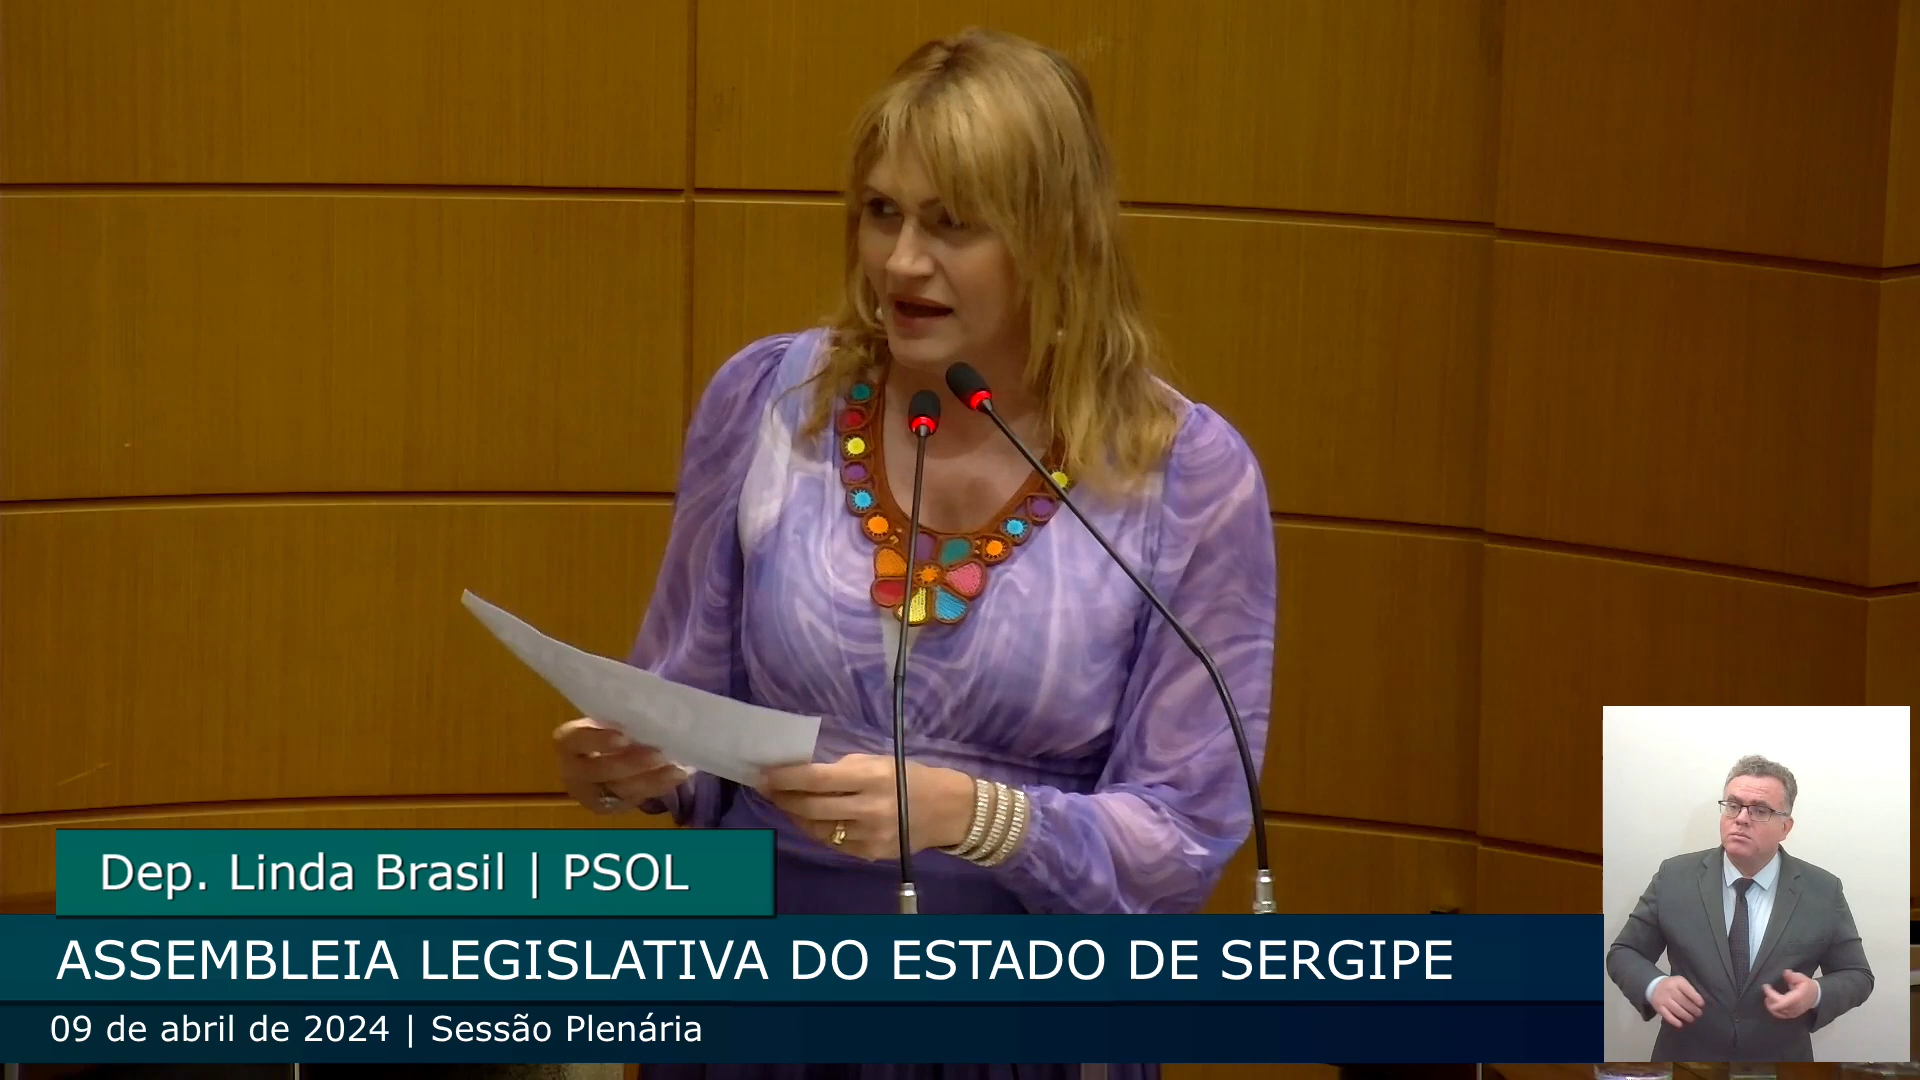 Dep. Linda Brasil | PSOL
ASSEMBLEIA LEGISLATIVA DO ESTADO DE SERGIPE
09 de abril de 2024 | Sessão Plenária